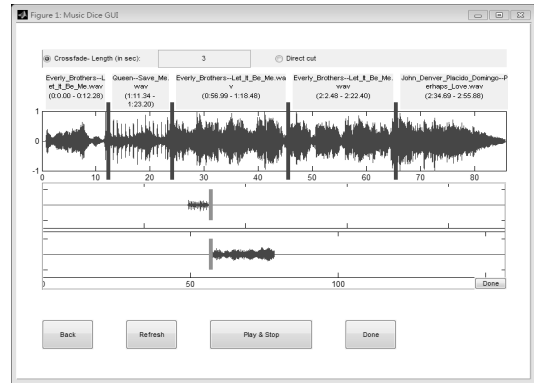 Figure 1: Music Dice GUI
Crossfade- Length (in sec): 3 Direct cut
Everly_Brothers--L
et_It_Be_Me.wav
(0:0.00 - 0:12.28)
Queen--Save_Me.
wav
(1:11.34 -
1:23.20)
Everly_Brothers--Let_It_Be_Me.wa
v
(0:56.99 - 1:18.48)
Everly_Brothers--Let_It_Be_Me.
wav
(2:2.48 - 2:22.40)
John_Denver_Placido_Domingo--P
erhaps_Love.wav
(2:34.69 - 2:55.88)
1
0
-1
0 10 20 30 40 50 60 70 80
0 50 100
Done
Back Refresh Play & Stop Done